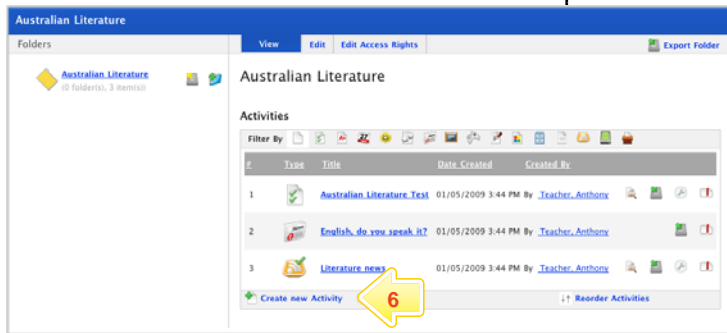 Australian Literature
Folders
View Edit Edit Access Rights Export Folder
Australian Literature
(0 folder(s), 3 item(s))
Australian Literature
Activities
Filter By
# Type Title Date Created Created By
1 Australian Literature Test 01/05/2009 3:44 PM By Teacher, Anthony
2 English, do you speak it? 01/05/2009 3:44 PM By Teacher, Anthony
3 Literature news 01/05/2009 3:44 PM By Teacher, Anthony
Create new Activity 6 Reorder Activities